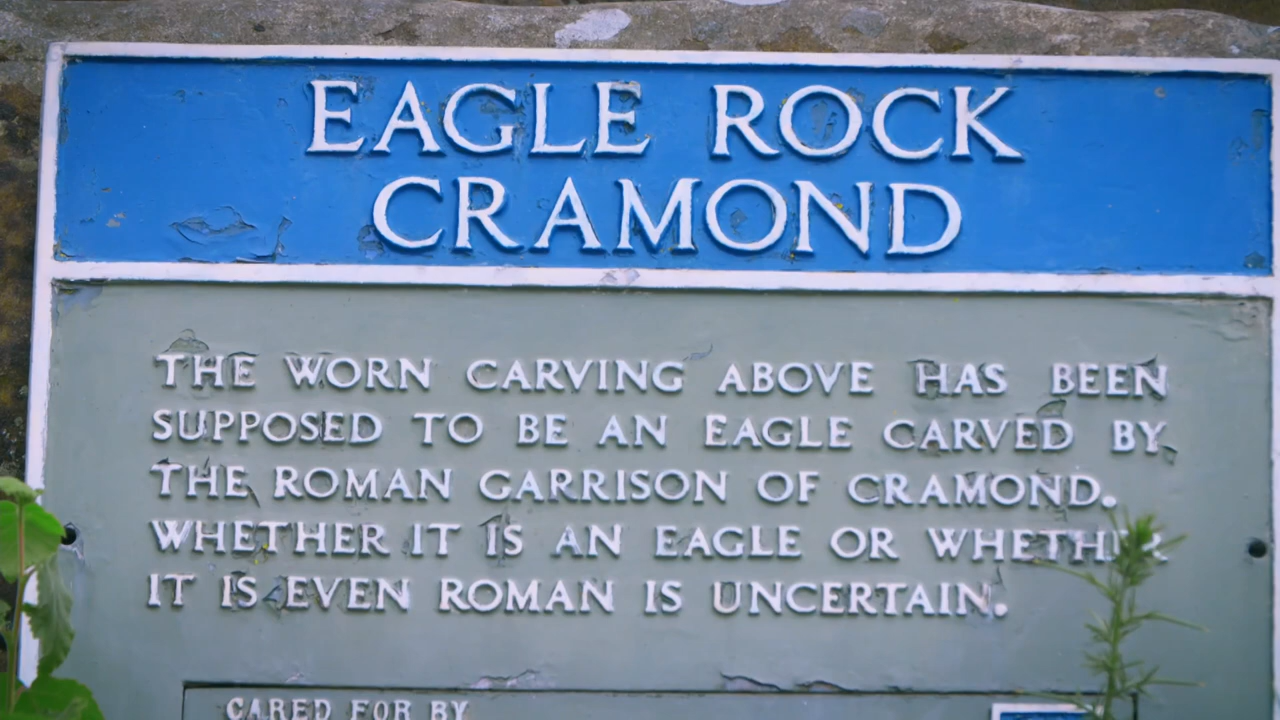 EAGLE ROCK
CRAMOND
THE WORN CARVING ABOVE HAS BEEN
SUPPOSED TO BE AN EAGLE CARVED BY
THE ROMAN GARRISON OF CRAMOND.
WHETHER IT IS AN EAGLE OR WHETHER
IT IS EVEN ROMAN IS UNCERTAIN.
CARED FOR BY